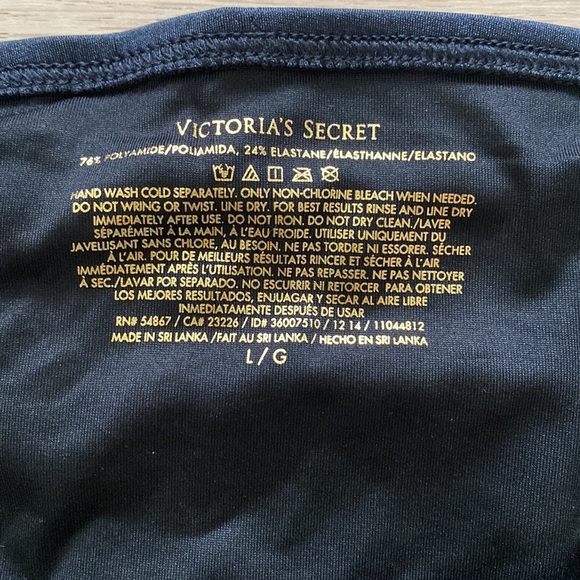 VICTORIA'S SECRET
76% POLYAMIDE/POLIAMIDA, 24% ELASTANE/ÉLASTHANNE/ELASTANO
HAND WASH COLD SEPARATELY. ONLY NON-CHLORINE BLEACH WHEN NEEDED.
DO NOT WRING OR TWIST. LINE DRY. FOR BEST RESULTS RINSE AND LINE DRY
IMMEDIATELY AFTER USE. DO NOT IRON. DO NOT DRY CLEAN./LAVER
SÉPARÉMENT À LA MAIN, À L'EAU FROIDE. UTILISER UNIQUEMENT DU
JAVELUSANT SANS CHLORE, AU BESOIN. NE PAS TORDRE NI ESSORER. SÉCHER
À L'AIR. POUR DE MEILLEURS RÉSULTATS RINCER ET SÉCHER À L'AIR
IMMÉDIATEMENT APRÈS L'UTILISATION. NE PAS REPASSER. NE PAS NETTOYER
À SEC./LAVAR POR SEPARADO. NO ESCURRIR NI RETORCER PARA OBTENER
LOS MEJORES RESULTADOS, ENJUAGAR Y SECAR AL AIRE LIBRE
INMEDIATAMENTE DESPUÉS DE USAR
RN# 54867 / CA# 23226 / ID# 36007510 / 12 14 / 11044812
MADE IN SRI LANKA /FAIT AU SRI LANKA / HECHO EN SRI LANKA
L / G